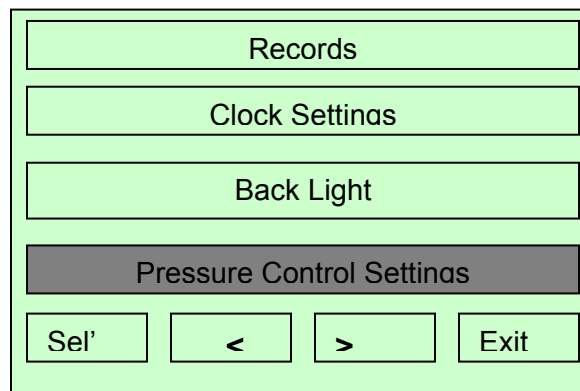 Records
Clock Settings
Back Light
Pressure Control Settings
Sel’ < > Exit